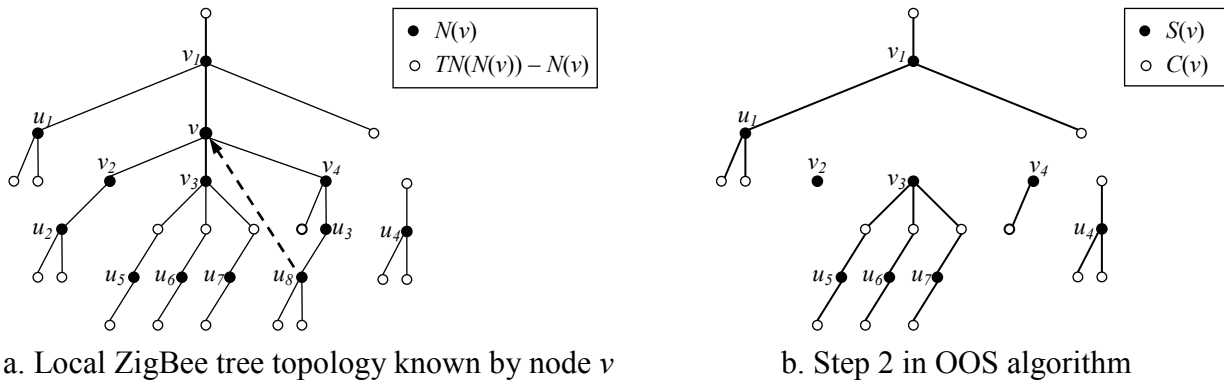 N(v)
TN(N(v)) – N(v)
v1
u1
v
v2
v3
v4
u2
u3
u4
u5
u6
u7
u8
a. Local ZigBee tree topology known by node v
S(v)
C(v)
v1
u1
v2
v3
v4
u4
u5
u6
u7
b. Step 2 in OOS algorithm